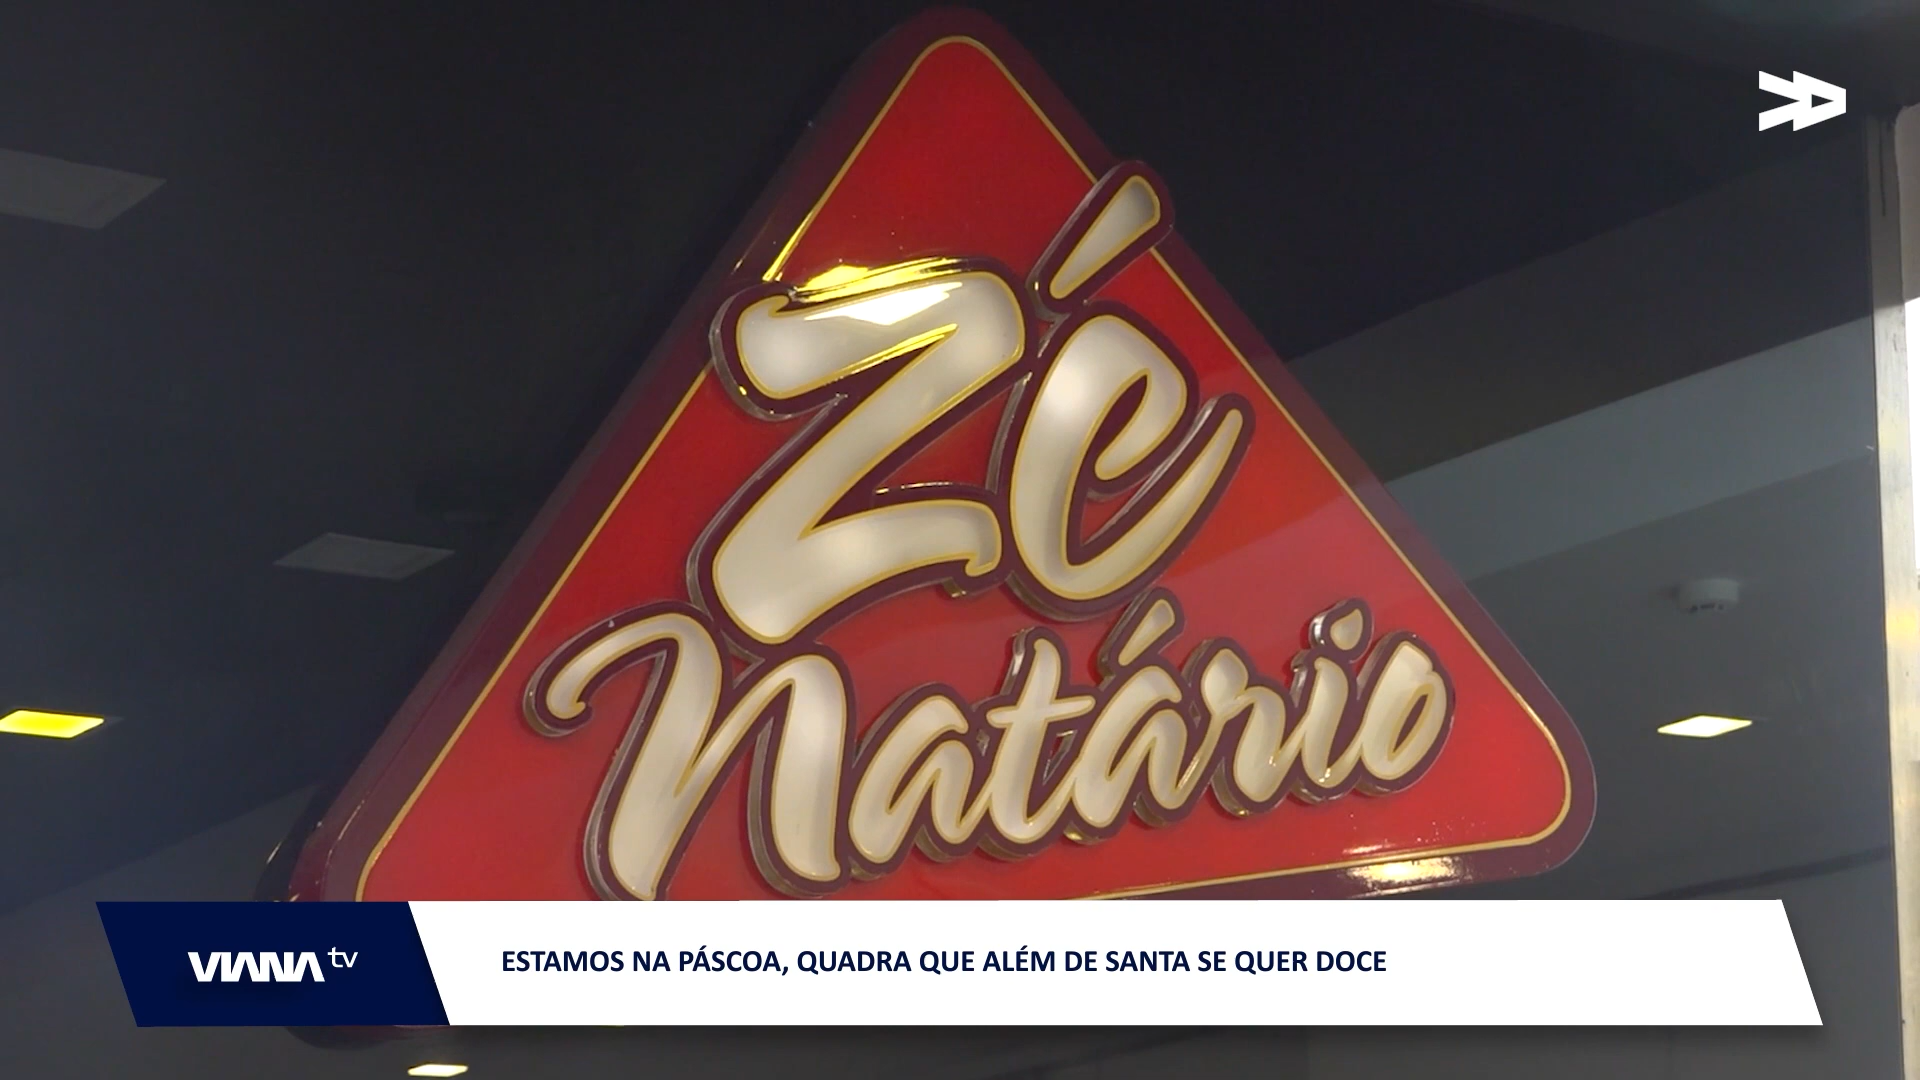 Zé
Natário
VIANA tv
ESTAMOS NA PÁSCOA, QUADRA QUE ALÉM DE SANTA SE QUER DOCE